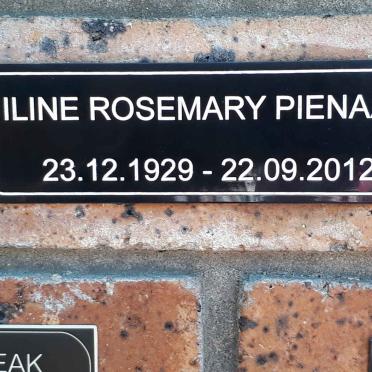 ILINE ROSEMARY PIENA
23.12.1929 - 22.09.2012
EAK